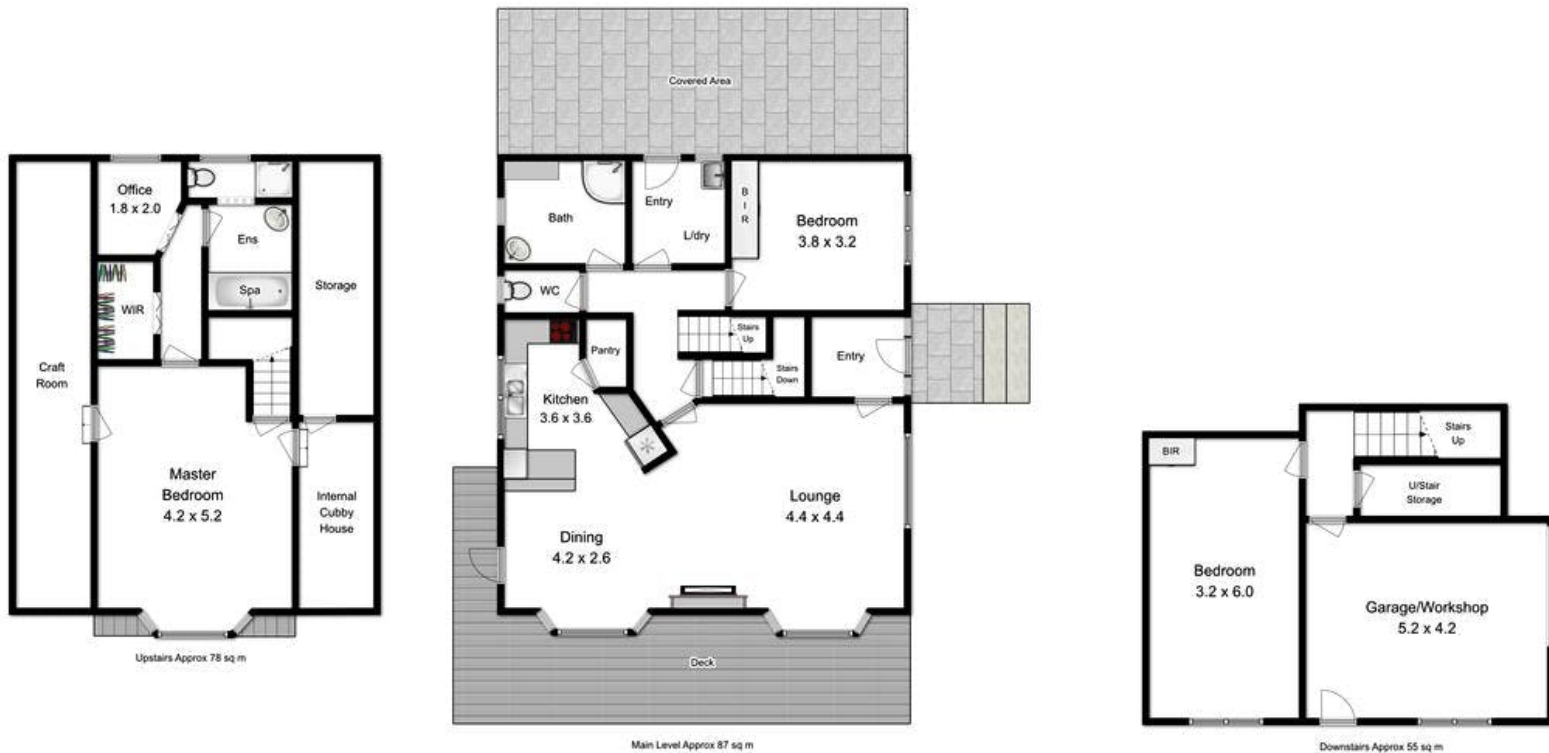 Office
1.8 x 2.0
Ens
Spa
WIR
Storage
Craft
Room
Master
Bedroom
4.2 x 5.2
Internal
Cubby
House
Upstairs Approx 78 sq m
Covered Area
Bath
Entry
L/dry
B
I
R
Bedroom
3.8 x 3.2
WC
Pantry
Stairs
Up
Stairs
Down
Entry
Kitchen
3.6 x 3.6
Lounge
4.4 x 4.4
Dining
4.2 x 2.6
Deck
Main Level Approx 87 sq m
BIR
Stairs
Up
U/Stair
Storage
Bedroom
3.2 x 6.0
Garage/Workshop
5.2 x 4.2
Downstairs Approx 55 sq m